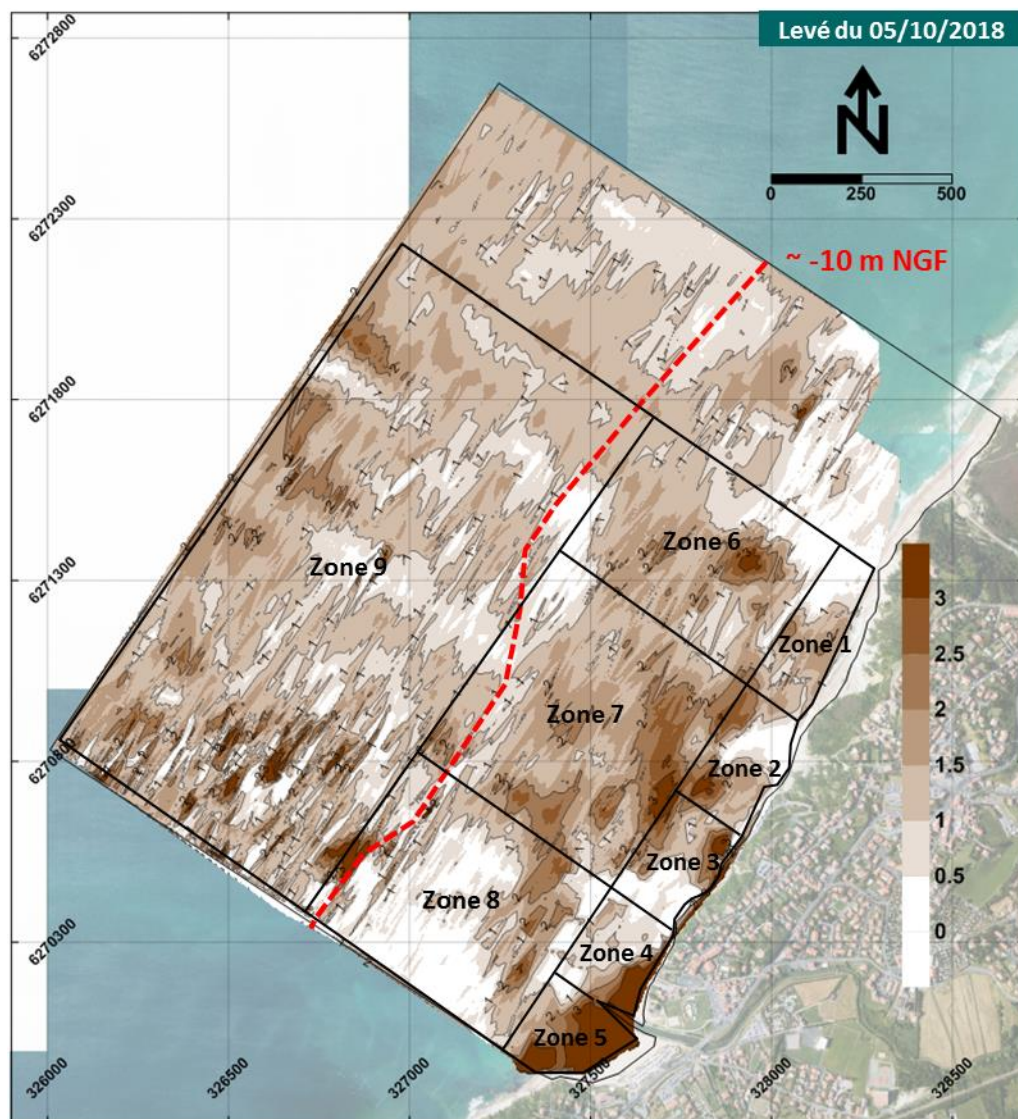 Levé du 05/10/2018
6272800
N
0 250 500
6272300
~ -10 m NGF
6271800
Zone 6
Zone 9
6271300
Zone 1
3
2.5
Zone 7
2
6270800
Zone 2
1.5
1
Zone 3
0.5
Zone 8
0
6270300
Zone 4
Zone 5
326000
326500
327000
327500
328000
328500